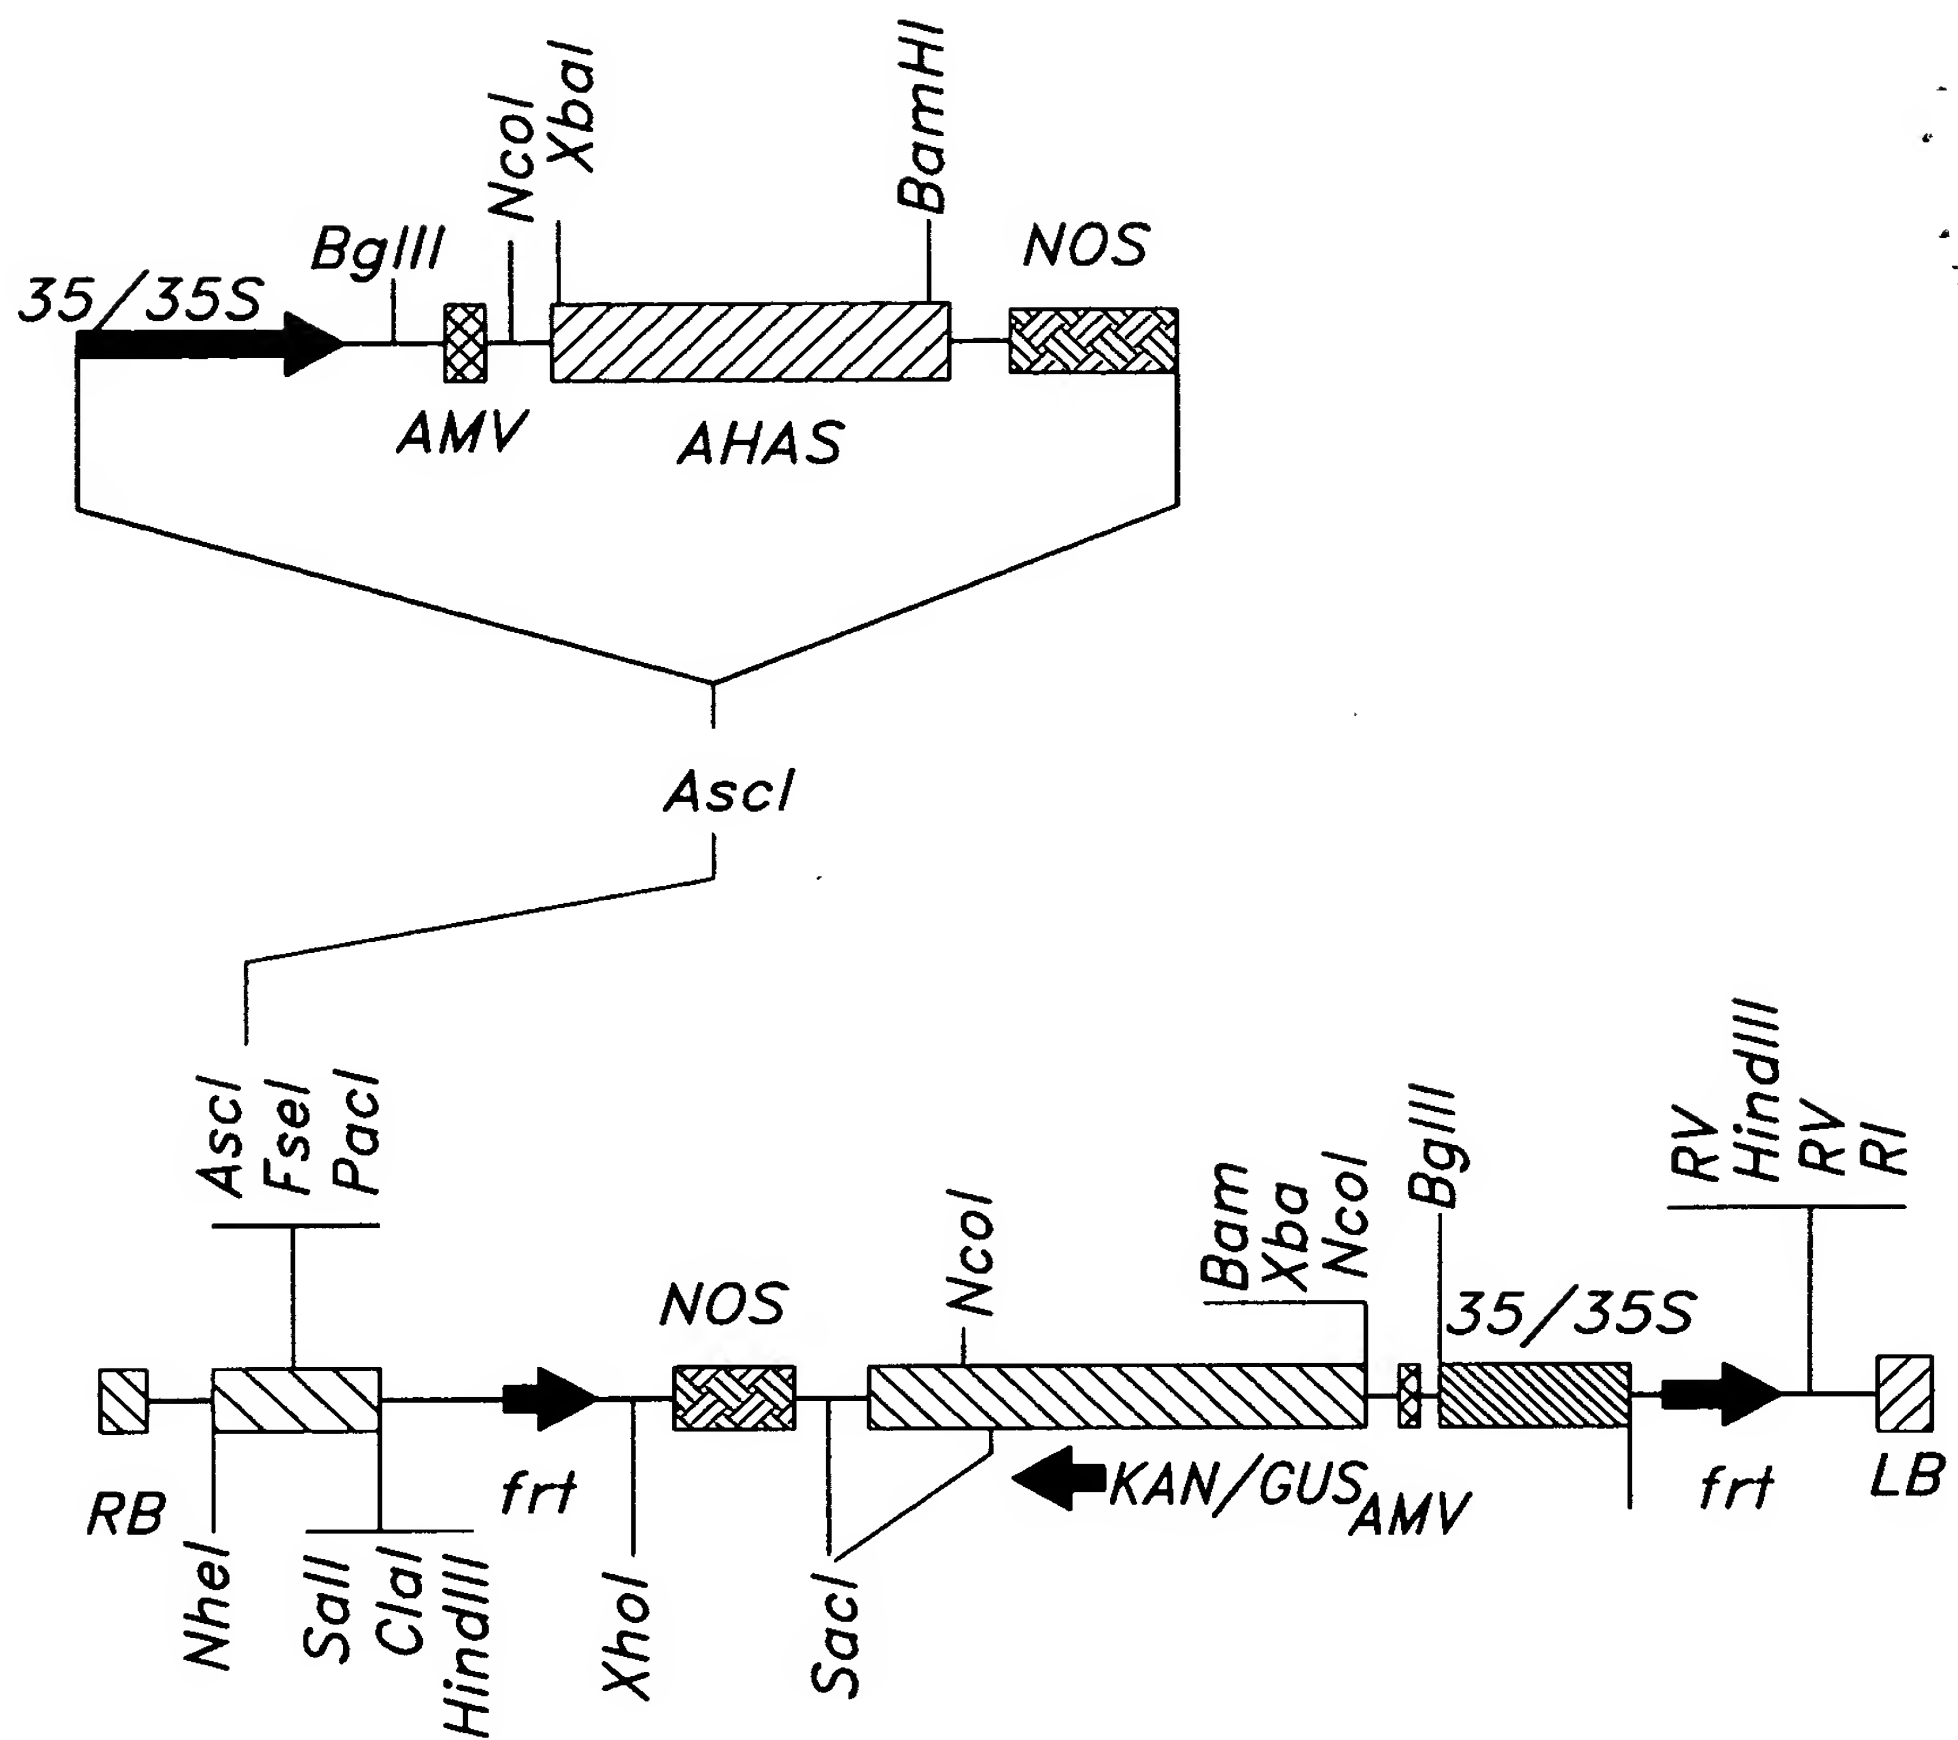 35/35S
BglII
NcoI
XbaI
BamHI
NOS
AMV
AHAS
AscI
AscI
FseI
PacI
NOS
NcoI
Bam
Xba
NcoI
BglII
35/35S
RV
HindIII
RV
RI
RB
NheI
SalI
ClaI
HindIII
frt
XhoI
SacI
KAN/GUS
AMV
frt
LB